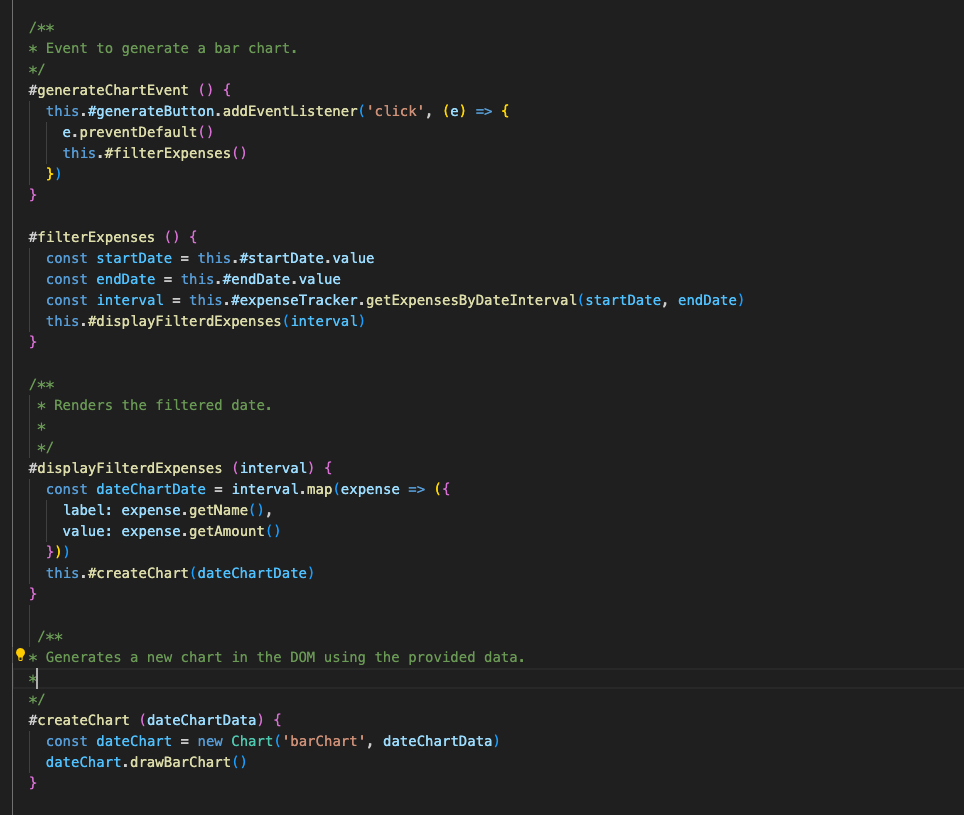 /**
* Event to generate a bar chart.
*/
#generateChartEvent () {
this.#generateButton.addEventListener('click', (e) => {
e.preventDefault()
this.#filterExpenses()
})
}
#filterExpenses () {
const startDate = this.#startDate.value
const endDate = this.#endDate.value
const interval = this.#expenseTracker.getExpensesByDateInterval(startDate, endDate)
this.#displayFilterdExpenses(interval)
}
/**
* Renders the filtered date.
*
*/
#displayFilterdExpenses (interval) {
const dateChartDate = interval.map(expense => ({
label: expense.getName(),
value: expense.getAmount()
}))
this.#createChart(dateChartDate)
}
/**
* Generates a new chart in the DOM using the provided data.
*
*/
#createChart (dateChartData) {
const dateChart = new Chart('barChart', dateChartData)
dateChart.drawBarChart()
}